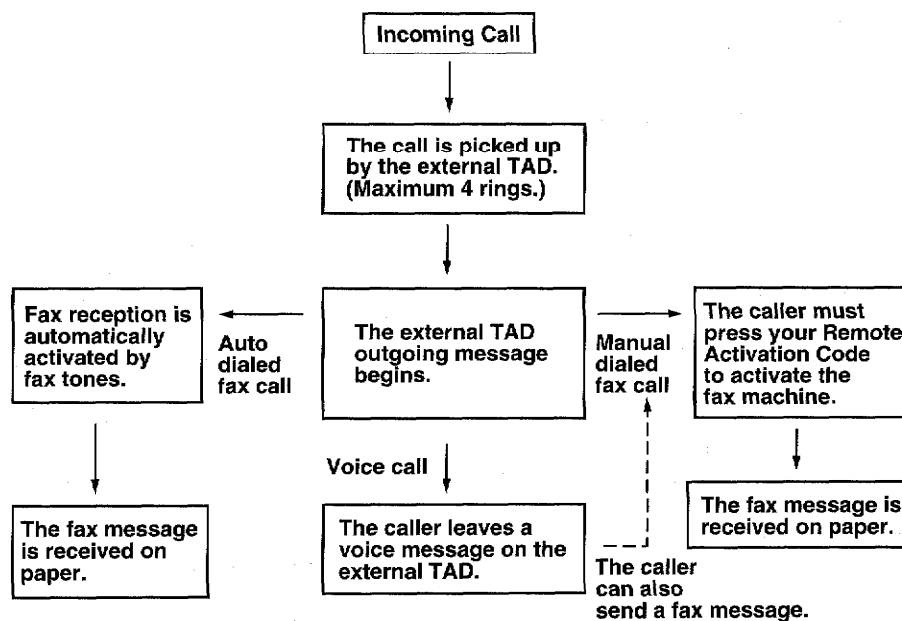 Incoming Call
The call is picked up
by the external TAD.
(Maximum 4 rings.)
Fax reception is
automatically
activated by
fax tones.
Auto
dialed
fax call
The external TAD
outgoing message
begins.
Manual
dialed
fax call
The caller must
press your Remote
Activation Code
to activate the
fax machine.
Voice call
The fax message
is received on
paper.
The caller leaves a
voice message on the
external TAD.
The caller
can also
send a fax message.
The fax message is
received on paper.